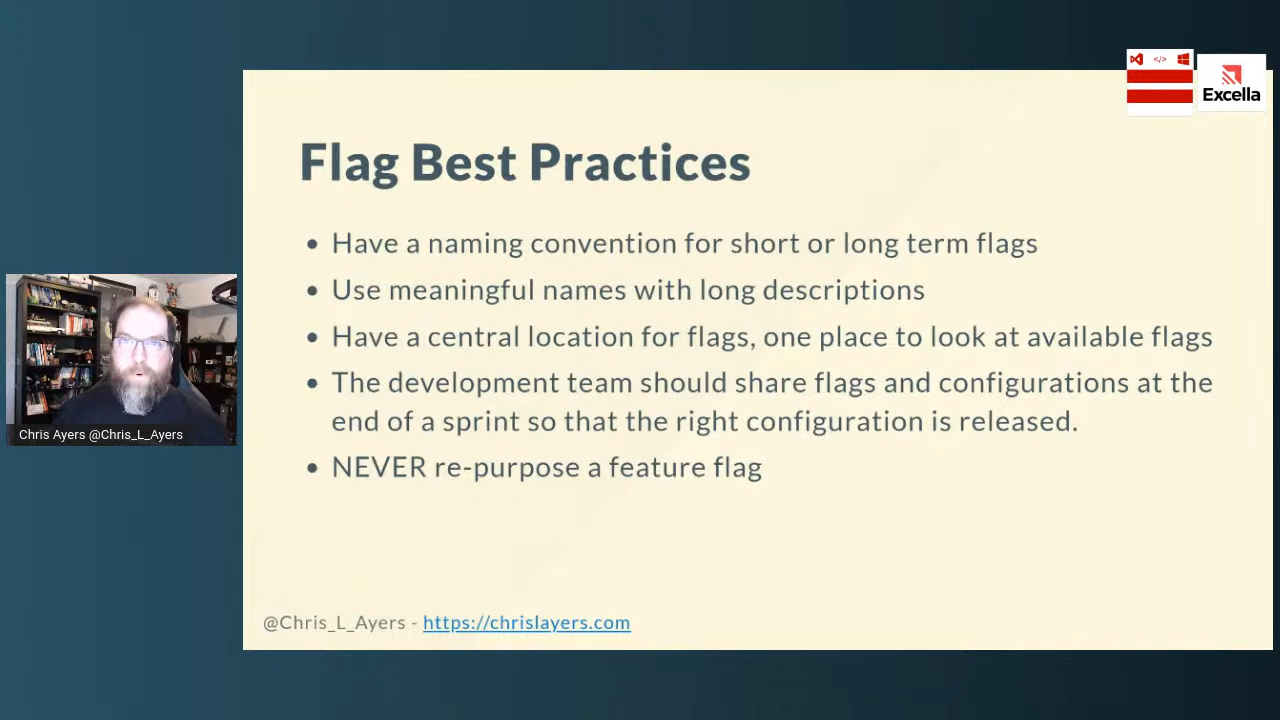 </>
Excella
Flag Best Practices
• Have a naming convention for short or long term flags
• Use meaningful names with long descriptions
• Have a central location for flags, one place to look at available flags
• The development team should share flags and configurations at the
end of a sprint so that the right configuration is released.
• NEVER re-purpose a feature flag
Chris Ayers @Chris_L_Ayers
@Chris_L_Ayers - https://chrislayers.com